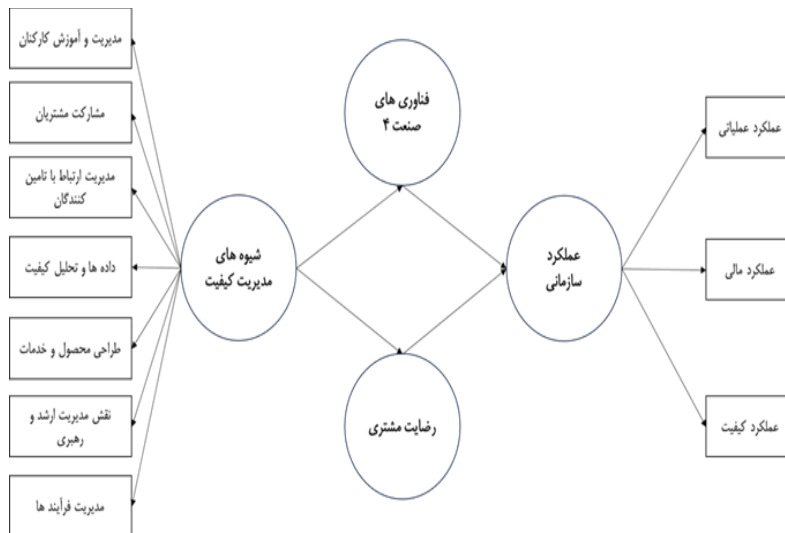 مدیریت و آموزش کارکنان
مشارکت مشتریان
مدیریت ارتباط با تامین
کنندگان
داده ها و تحلیل کیفیت
طراحی محصول و خدمات
نقش مدیریت ارشد و
رهبری
مدیریت فرآیند ها
شیوه های
مدیریت کیفیت
فناوری های
صنعت ۴
رضایت مشتری
عملکرد
سازمانی
عملکرد عملیاتی
عملکرد مالی
عملکرد کیفیت